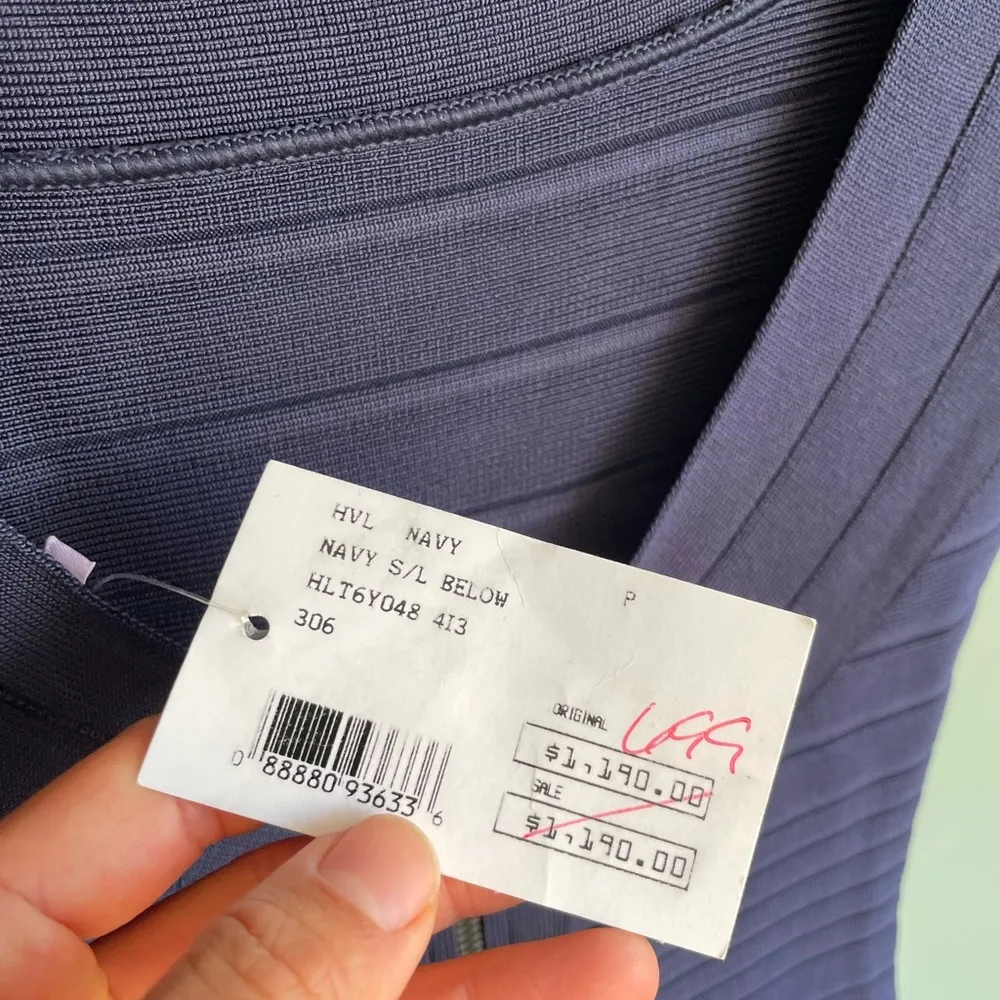 HVL NAVY
NAVY S/L BELOW
HLT6Y048 4I3
306
P
ORIGINAL 699
$1,190.00
SALE
$1,190.00
0 88880 93633 6